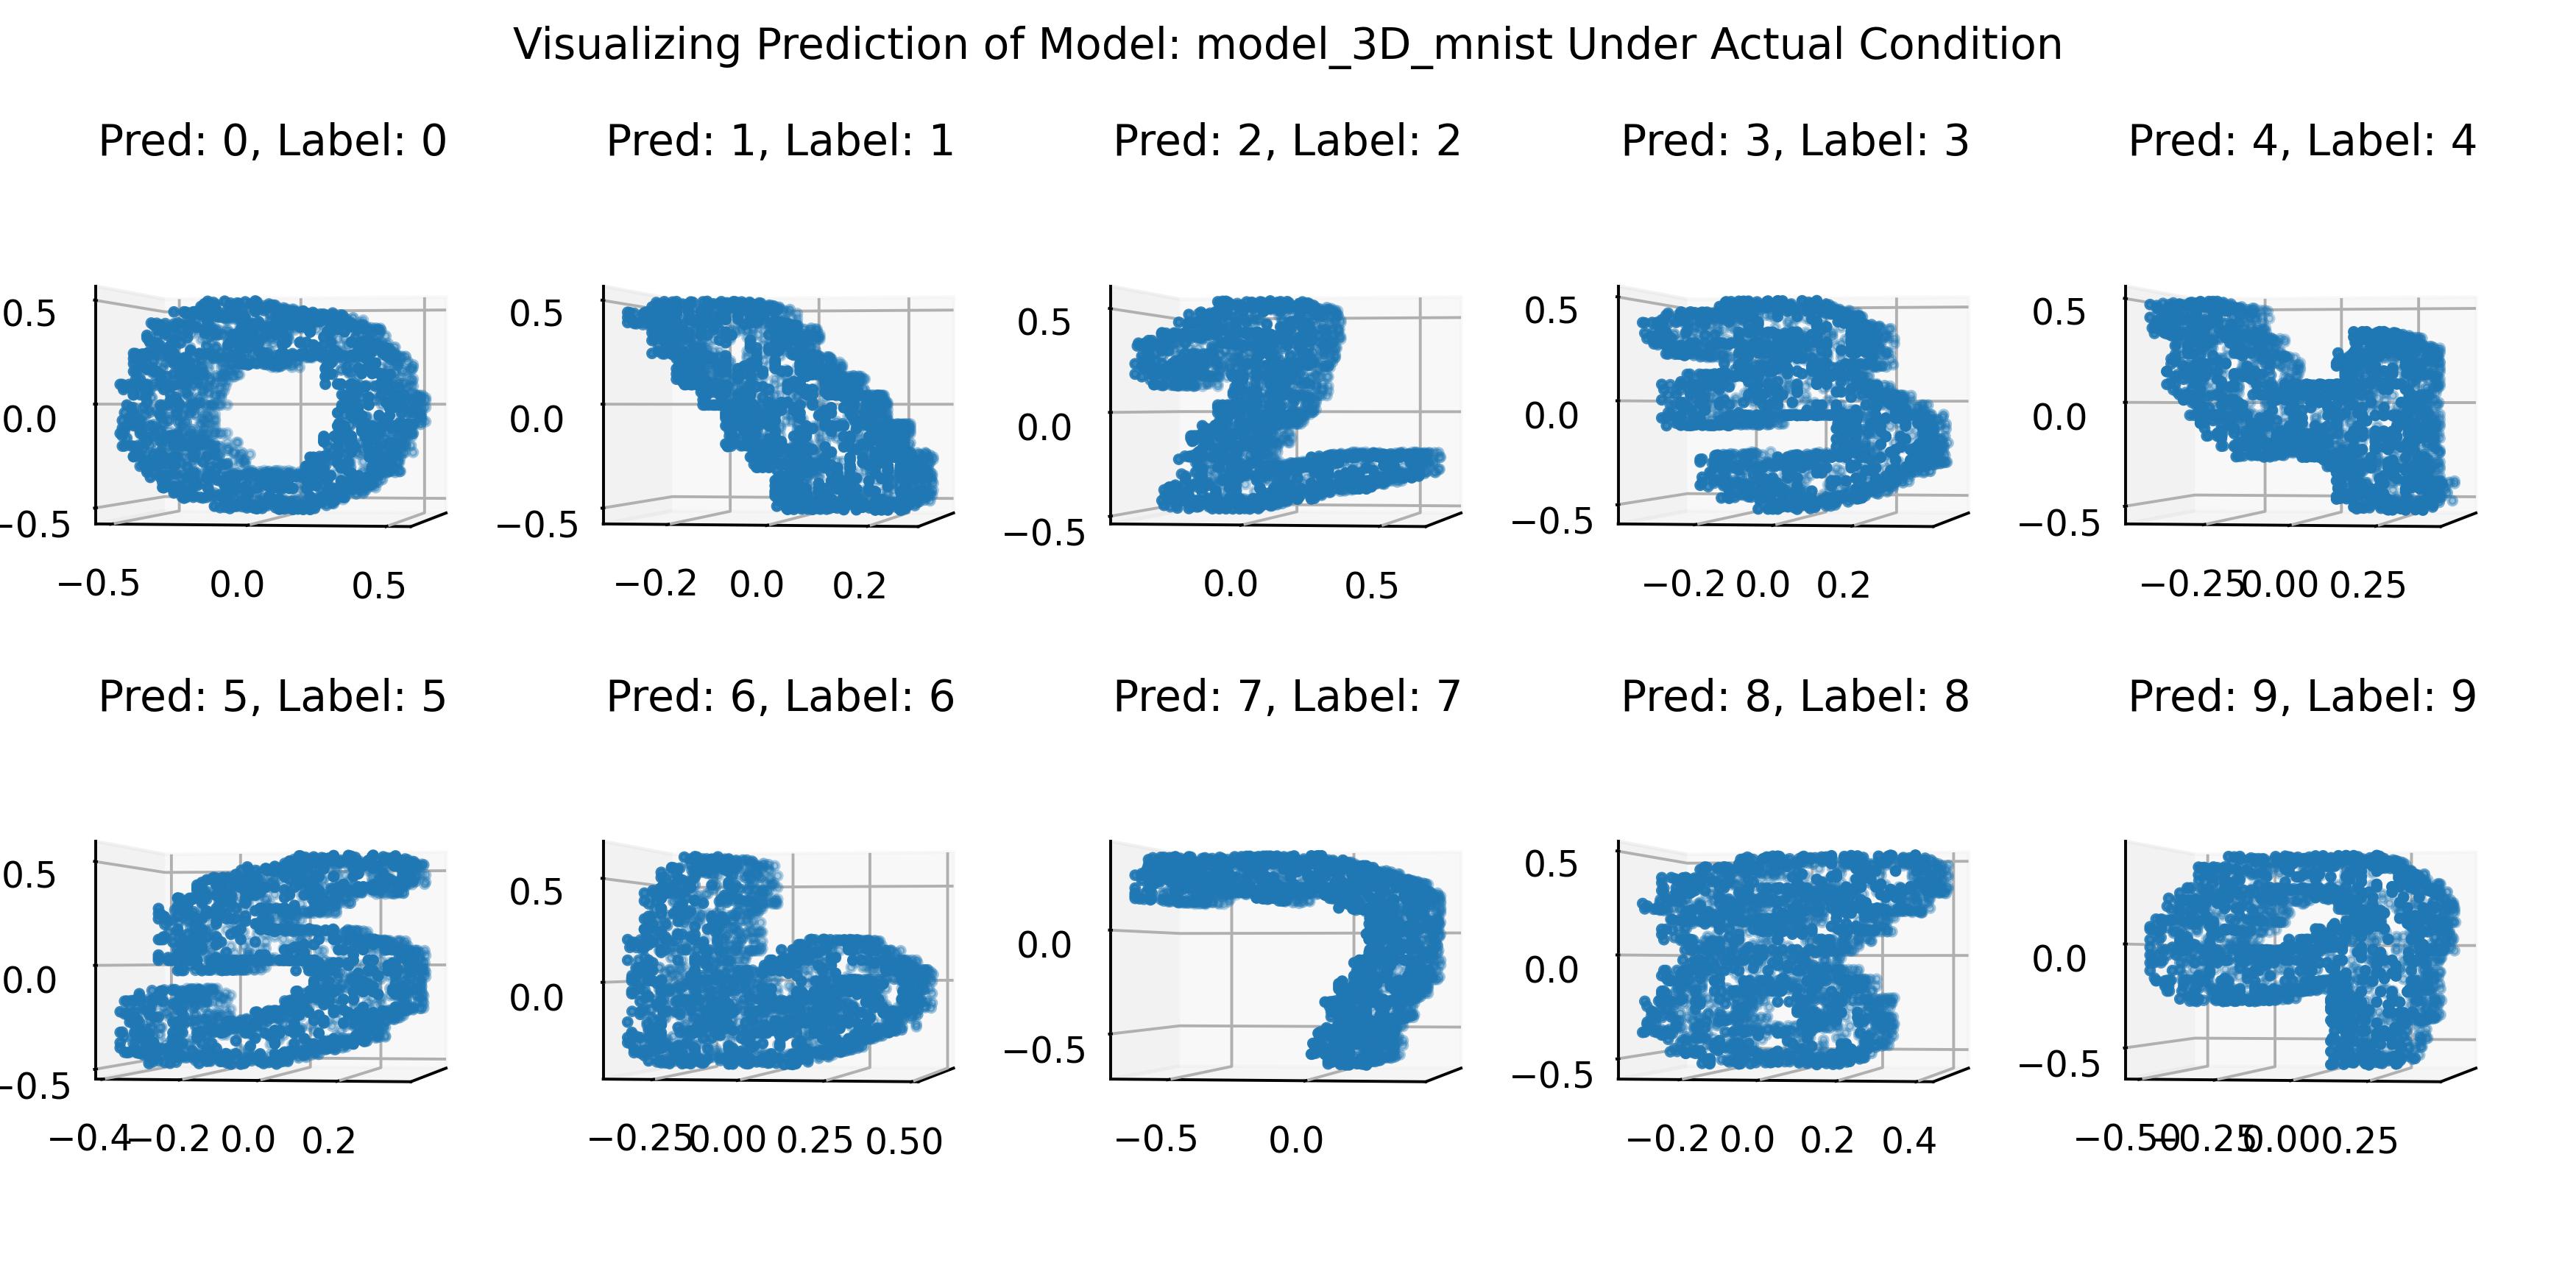 Visualizing Prediction of Model: model_3D_mnist Under Actual Condition
Pred: 0, Label: 0
Pred: 1, Label: 1
Pred: 2, Label: 2
Pred: 3, Label: 3
Pred: 4, Label: 4
0.5
0.0
−0.5
−0.5 0.0 0.5
0.5
0.0
−0.5
−0.2 0.0 0.2
0.5
0.0
−0.5
0.0 0.5
0.5
0.0
−0.5
−0.2 0.0 0.2
0.5
0.0
−0.5
−0.25 0.00 0.25
Pred: 5, Label: 5
Pred: 6, Label: 6
Pred: 7, Label: 7
Pred: 8, Label: 8
Pred: 9, Label: 9
0.5
0.0
−0.5
−0.4 −0.2 0.0 0.2
0.5
0.0
−0.25 0.00 0.25 0.50
0.0
−0.5
−0.5 0.0
0.5
0.0
−0.5
−0.2 0.0 0.2 0.4
0.0
−0.5
−0.50 −0.25 0.00 0.25